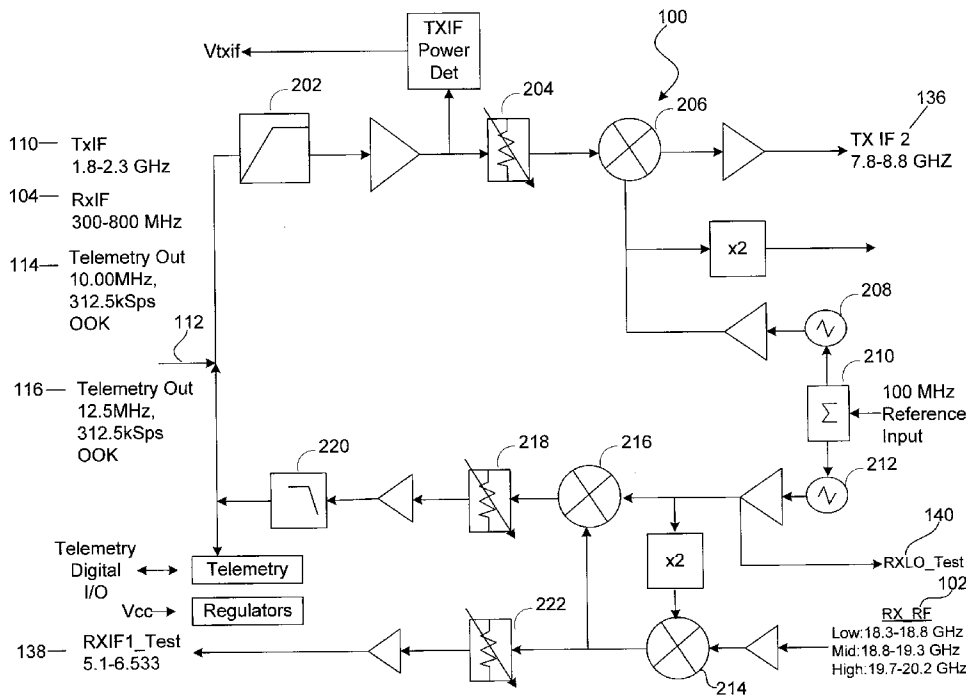 Vtxif
TXIF
Power
Det
100
202
204
206
136
TX IF 2
7.8-8.8 GHZ
110
TxIF
1.8-2.3 GHz
104
RxIF
300-800 MHz
x2
114
Telemetry Out
10.00MHz,
312.5kSps
OOK
208
112
210
116
Telemetry Out
12.5MHz,
312.5kSps
OOK
Σ
100 MHz
Reference
Input
220
218
216
212
140
RXLO_Test
Telemetry
Digital
I/O
Telemetry
x2
102
Vcc
Regulators
222
RX_RF
Low:18.3-18.8 GHz
Mid:18.8-19.3 GHz
High:19.7-20.2 GHz
138
RXIF1_Test
5.1-6.533
214